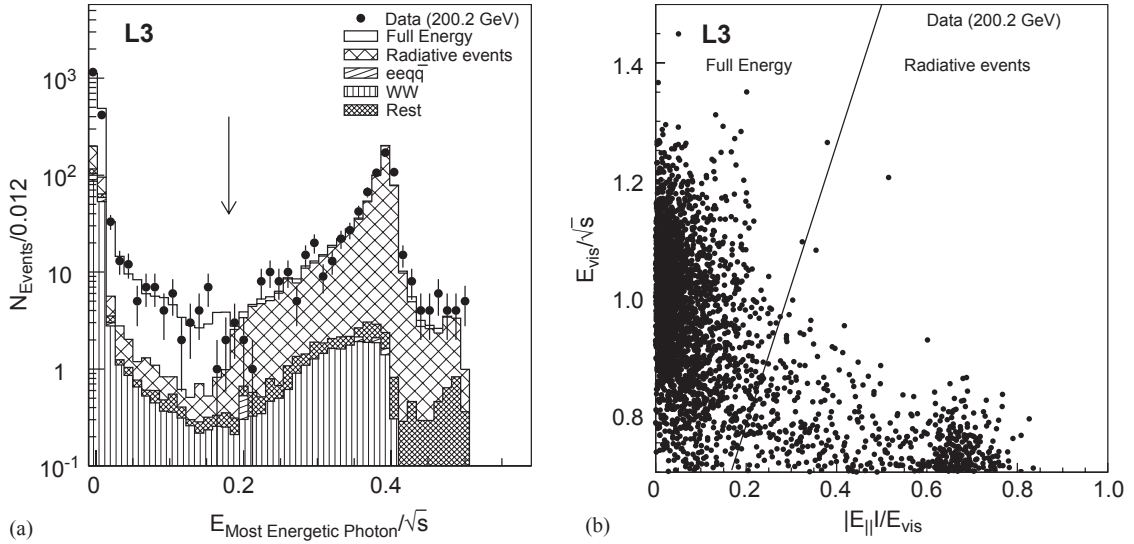 L3
Data (200.2 GeV)
Full Energy
Radiative events
eeqq̄
WW
Rest
10³
10²
10
1
10⁻¹
N_Events/0.012
0
0.2
0.4
E_Most Energetic Photon/√s
(a)
L3
Data (200.2 GeV)
Full Energy
Radiative events
1.4
1.2
1.0
0.8
E_vis/√s
0
0.2
0.4
0.6
0.8
1.0
|E_||I/E_vis
(b)